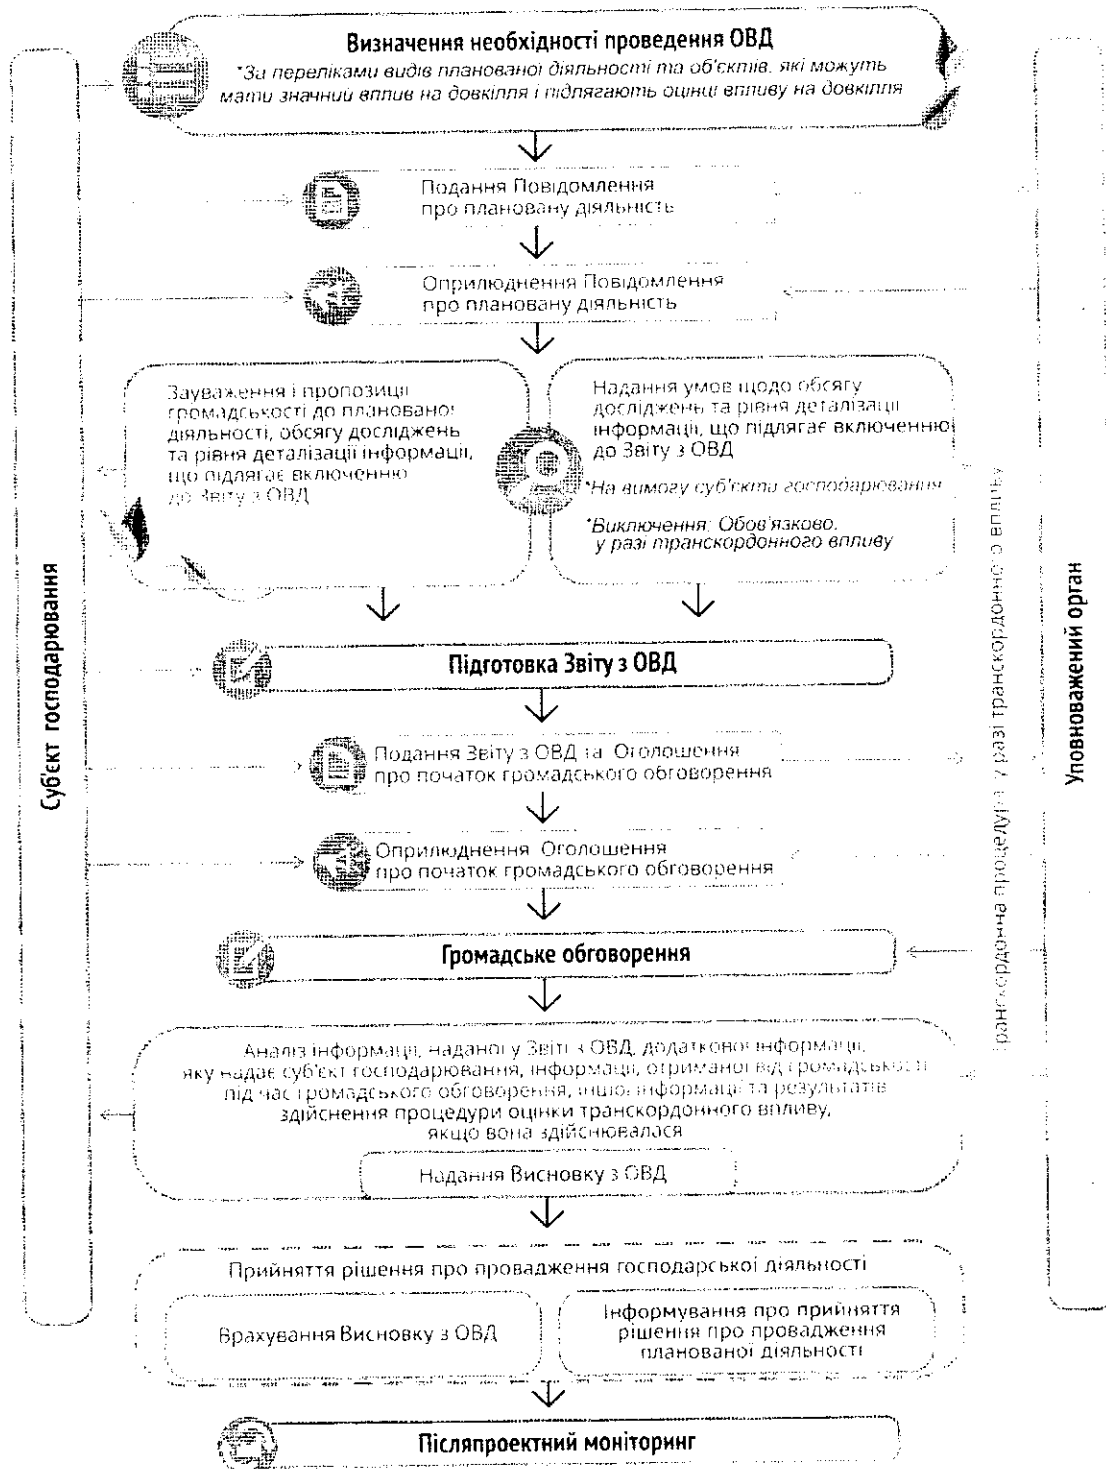 Визначення необхідності проведення ОВД
*За переліками видів планованої діяльності та об'єктів, які можуть
мати значний вплив на довкілля і підлягають оцінці впливу на довкілля
Подання Повідомлення
про плановану діяльність
Оприлюднення Повідомлення
про плановану діяльність
Зауваження і пропозиції
громадськості до планованої
діяльності, обсягу досліджень
та рівня деталізації інформації,
що підлягає включенню
до Звіту з ОВД
Надання умов щодо обсягу
досліджень та рівня деталізації
інформації, що підлягає включенню
до Звіту з ОВД
*На вимогу суб'єкта господарювання
*Виключення: Обов'язково,
у разі транскордонного впливу
Підготовка Звіту з ОВД
Подання Звіту з ОВД та Оголошення
про початок громадського обговорення
Оприлюднення Оголошення
про початок громадського обговорення
Громадське обговорення
Аналіз інформації, наданої у Звіті з ОВД, додаткової інформації,
яку надає суб'єкт господарювання, інформації, отриманої від громадськості
під час громадського обговорення, іншої інформації та результатів
здійснення процедури оцінки транскордонного впливу,
якщо вона здійснювалася
Надання Висновку з ОВД
Прийняття рішення про провадження господарської діяльності
Врахування Висновку з ОВД
Інформування про прийняття
рішення про провадження
планованої діяльності
Післяпроектний моніторинг
Суб'єкт господарювання
Транскордонна процедура у разі транскордонного впливу
Уповноважений орган